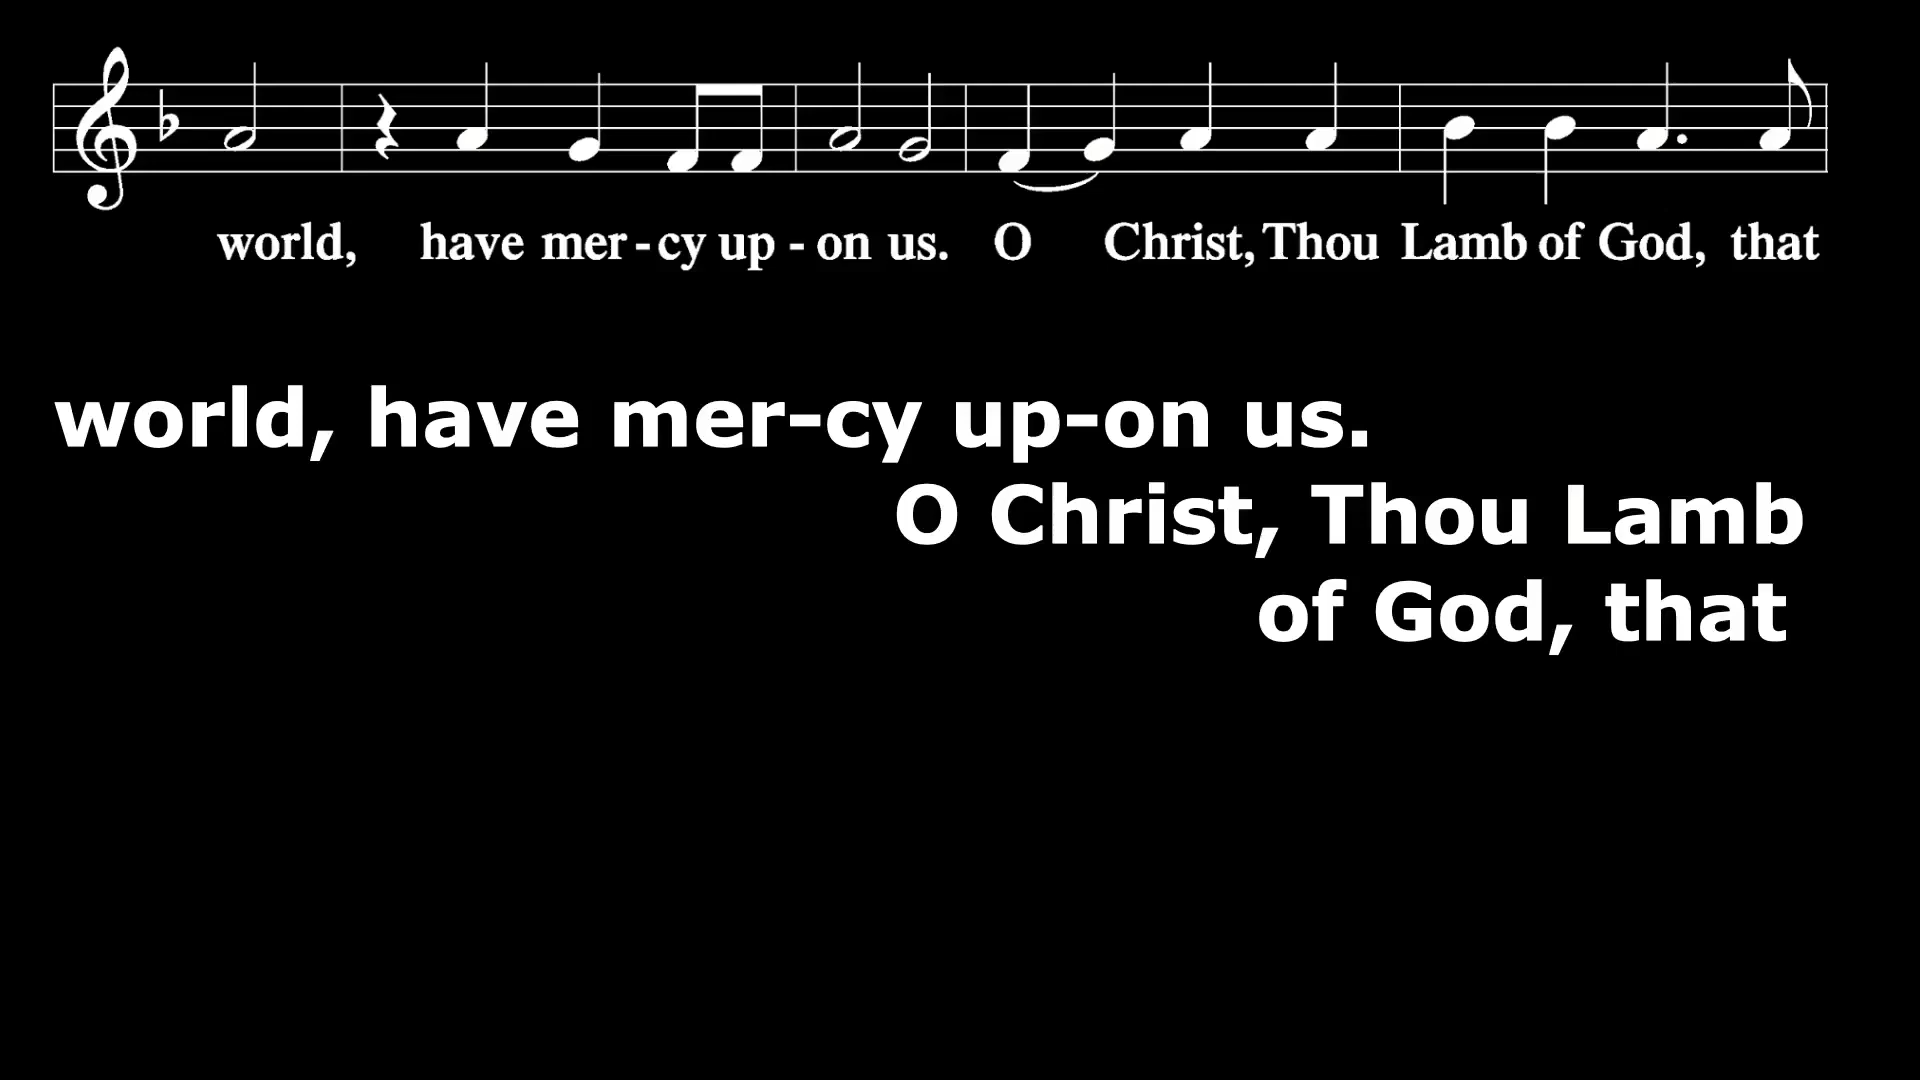 world, have mer - cy up - on us. O Christ, Thou Lamb of God, that
world, have mer-cy up-on us.
O Christ, Thou Lamb
of God, that